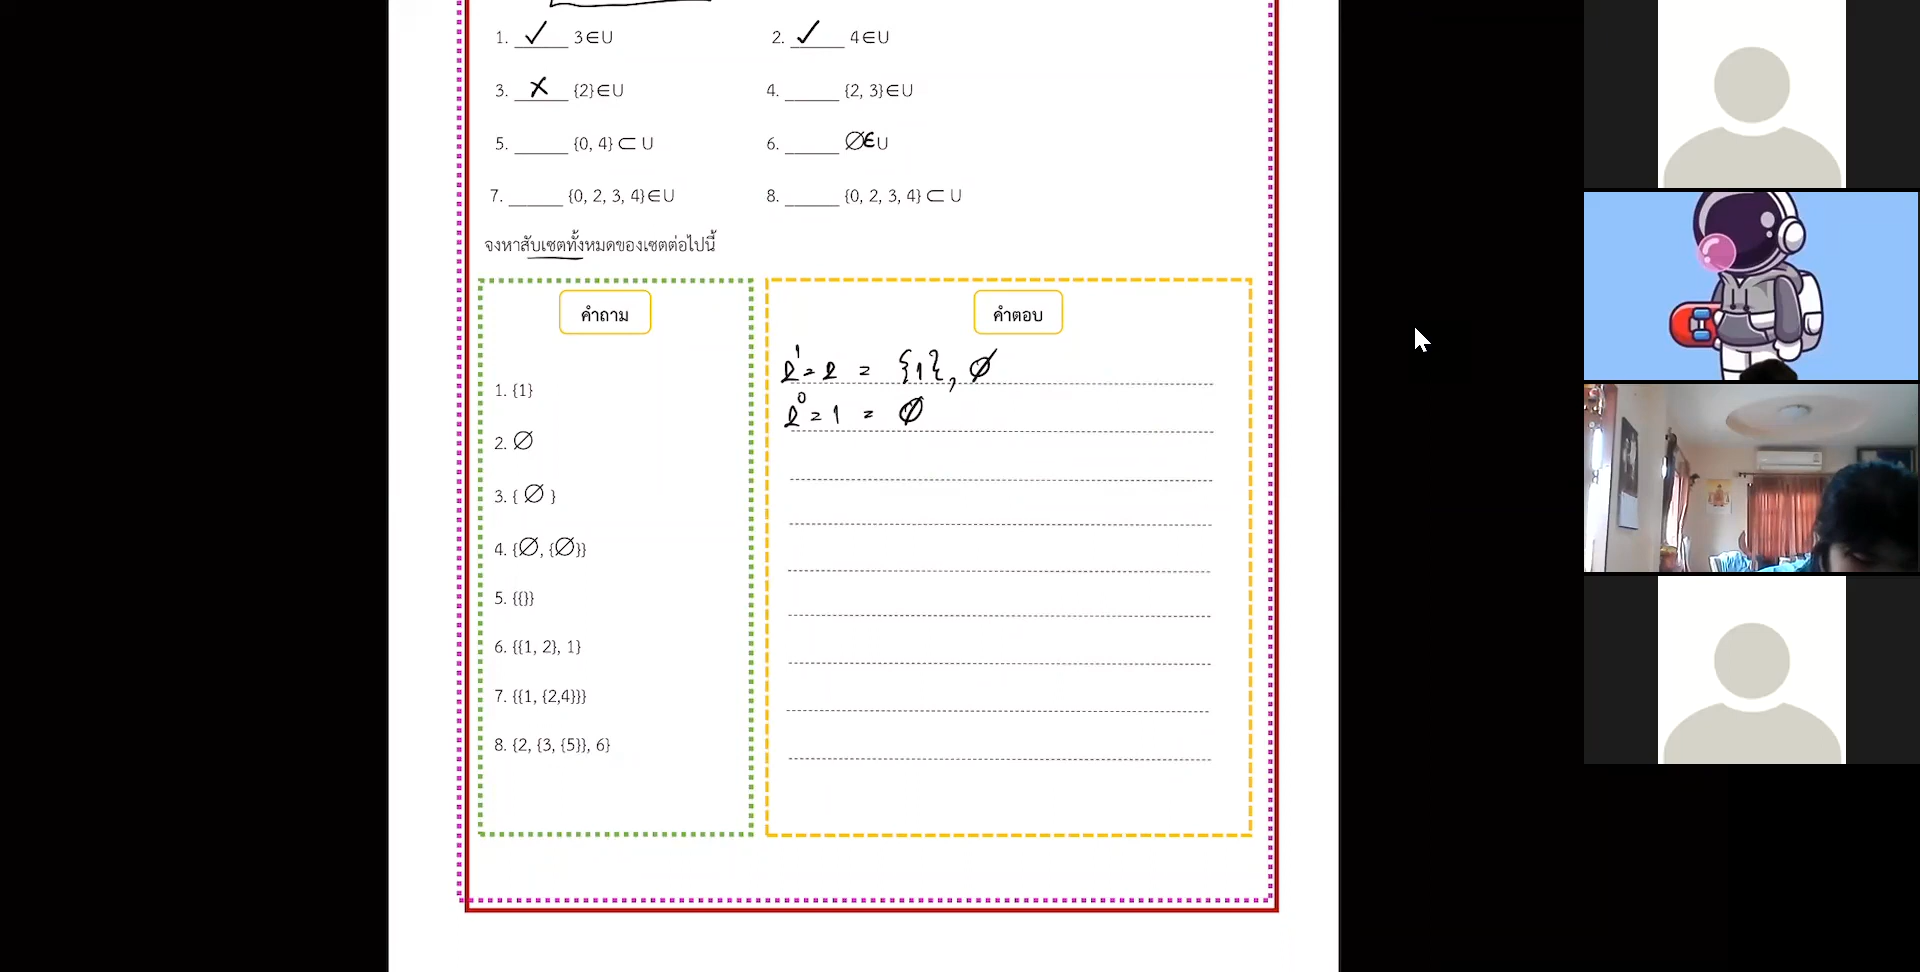 1. ✓ 3∈U 2. ✓ 4∈U
3. ✗ {2}∈U 4. ______ {2, 3}∈U
5. ______ {0, 4} ⊂ U 6. ______ ∅∈U
7. ______ {0, 2, 3, 4}∈U 8. ______ {0, 2, 3, 4} ⊂ U
จงหาสับเซตทั้งหมดของเซตต่อไปนี้
คำถาม
1. {1}
2. ∅
3. { ∅ }
4. {∅, {∅}}
5. {{}}
6. {{1, 2}, 1}
7. {{1, {2,4}}}
8. {2, {3, {5}}, 6}
คำตอบ
2¹ = 2 = {1}, ∅
2⁰ = 1 = ∅